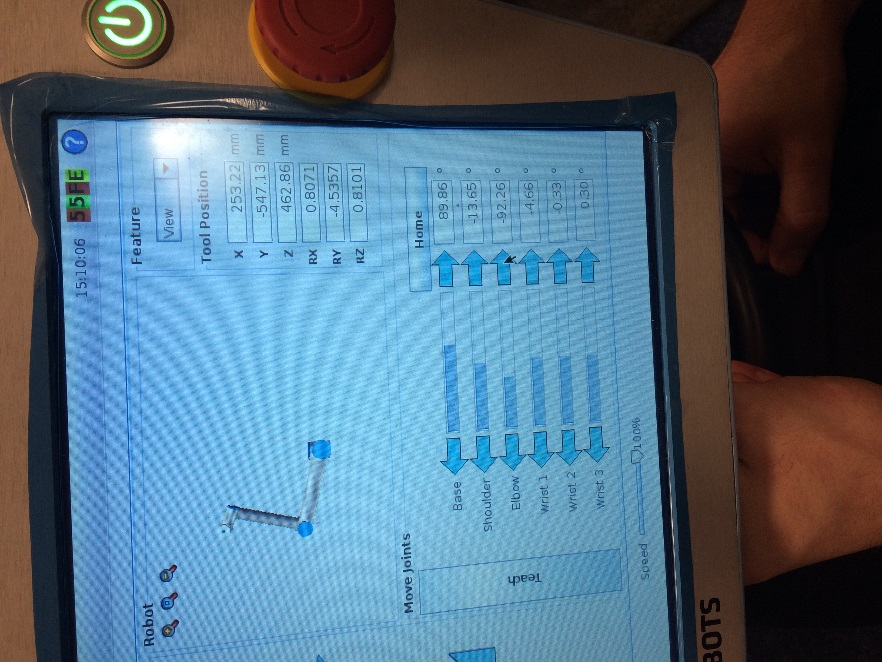 15:10:06 55FE ?
Robot
Feature
View
Tool Position
X 253.22 mm
Y -547.13 mm
Z 462.86 mm
RX 0.8071
RY -4.5357
RZ 0.8101
Move Joints
Home
Teach
Base 89.86 °
Shoulder -13.65 °
Elbow -92.26 °
Wrist 1 -4.66 °
Wrist 2 -0.33 °
Wrist 3 0.30 °
Speed 100%
BOTS